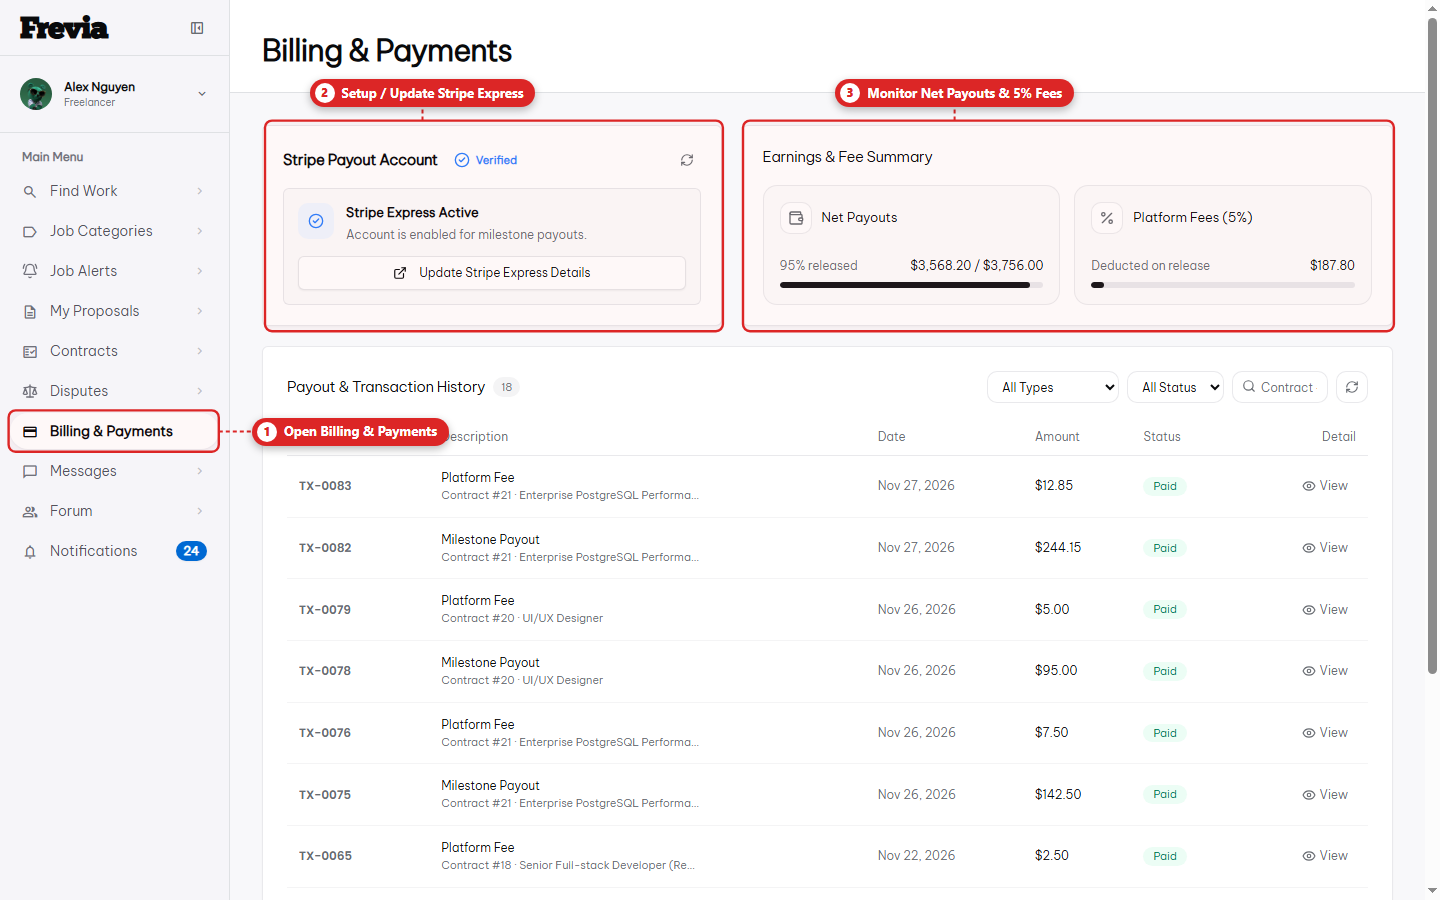 Frevia
Alex Nguyen
Freelancer
Main Menu
Find Work
Job Categories
Job Alerts
My Proposals
Contracts
Disputes
Billing & Payments
Messages
Forum
Notifications 24
Billing & Payments
2 Setup / Update Stripe Express
3 Monitor Net Payouts & 5% Fees
1 Open Billing & Payments
Stripe Payout Account Verified
Stripe Express Active
Account is enabled for milestone payouts.
Update Stripe Express Details
Earnings & Fee Summary
Net Payouts
95% released $3,568.20 / $3,756.00
Platform Fees (5%)
Deducted on release $187.80
Payout & Transaction History 18
All Types All Status Contract
escription Date Amount Status Detail
TX-0083 Platform Fee Nov 27, 2026 $12.85 Paid View
Contract #21 · Enterprise PostgreSQL Performa...
TX-0082 Milestone Payout Nov 27, 2026 $244.15 Paid View
Contract #21 · Enterprise PostgreSQL Performa...
TX-0079 Platform Fee Nov 26, 2026 $5.00 Paid View
Contract #20 · UI/UX Designer
TX-0078 Milestone Payout Nov 26, 2026 $95.00 Paid View
Contract #20 · UI/UX Designer
TX-0076 Platform Fee Nov 26, 2026 $7.50 Paid View
Contract #21 · Enterprise PostgreSQL Performa...
TX-0075 Milestone Payout Nov 26, 2026 $142.50 Paid View
Contract #21 · Enterprise PostgreSQL Performa...
TX-0065 Platform Fee Nov 22, 2026 $2.50 Paid View
Contract #18 · Senior Full-stack Developer (Re...